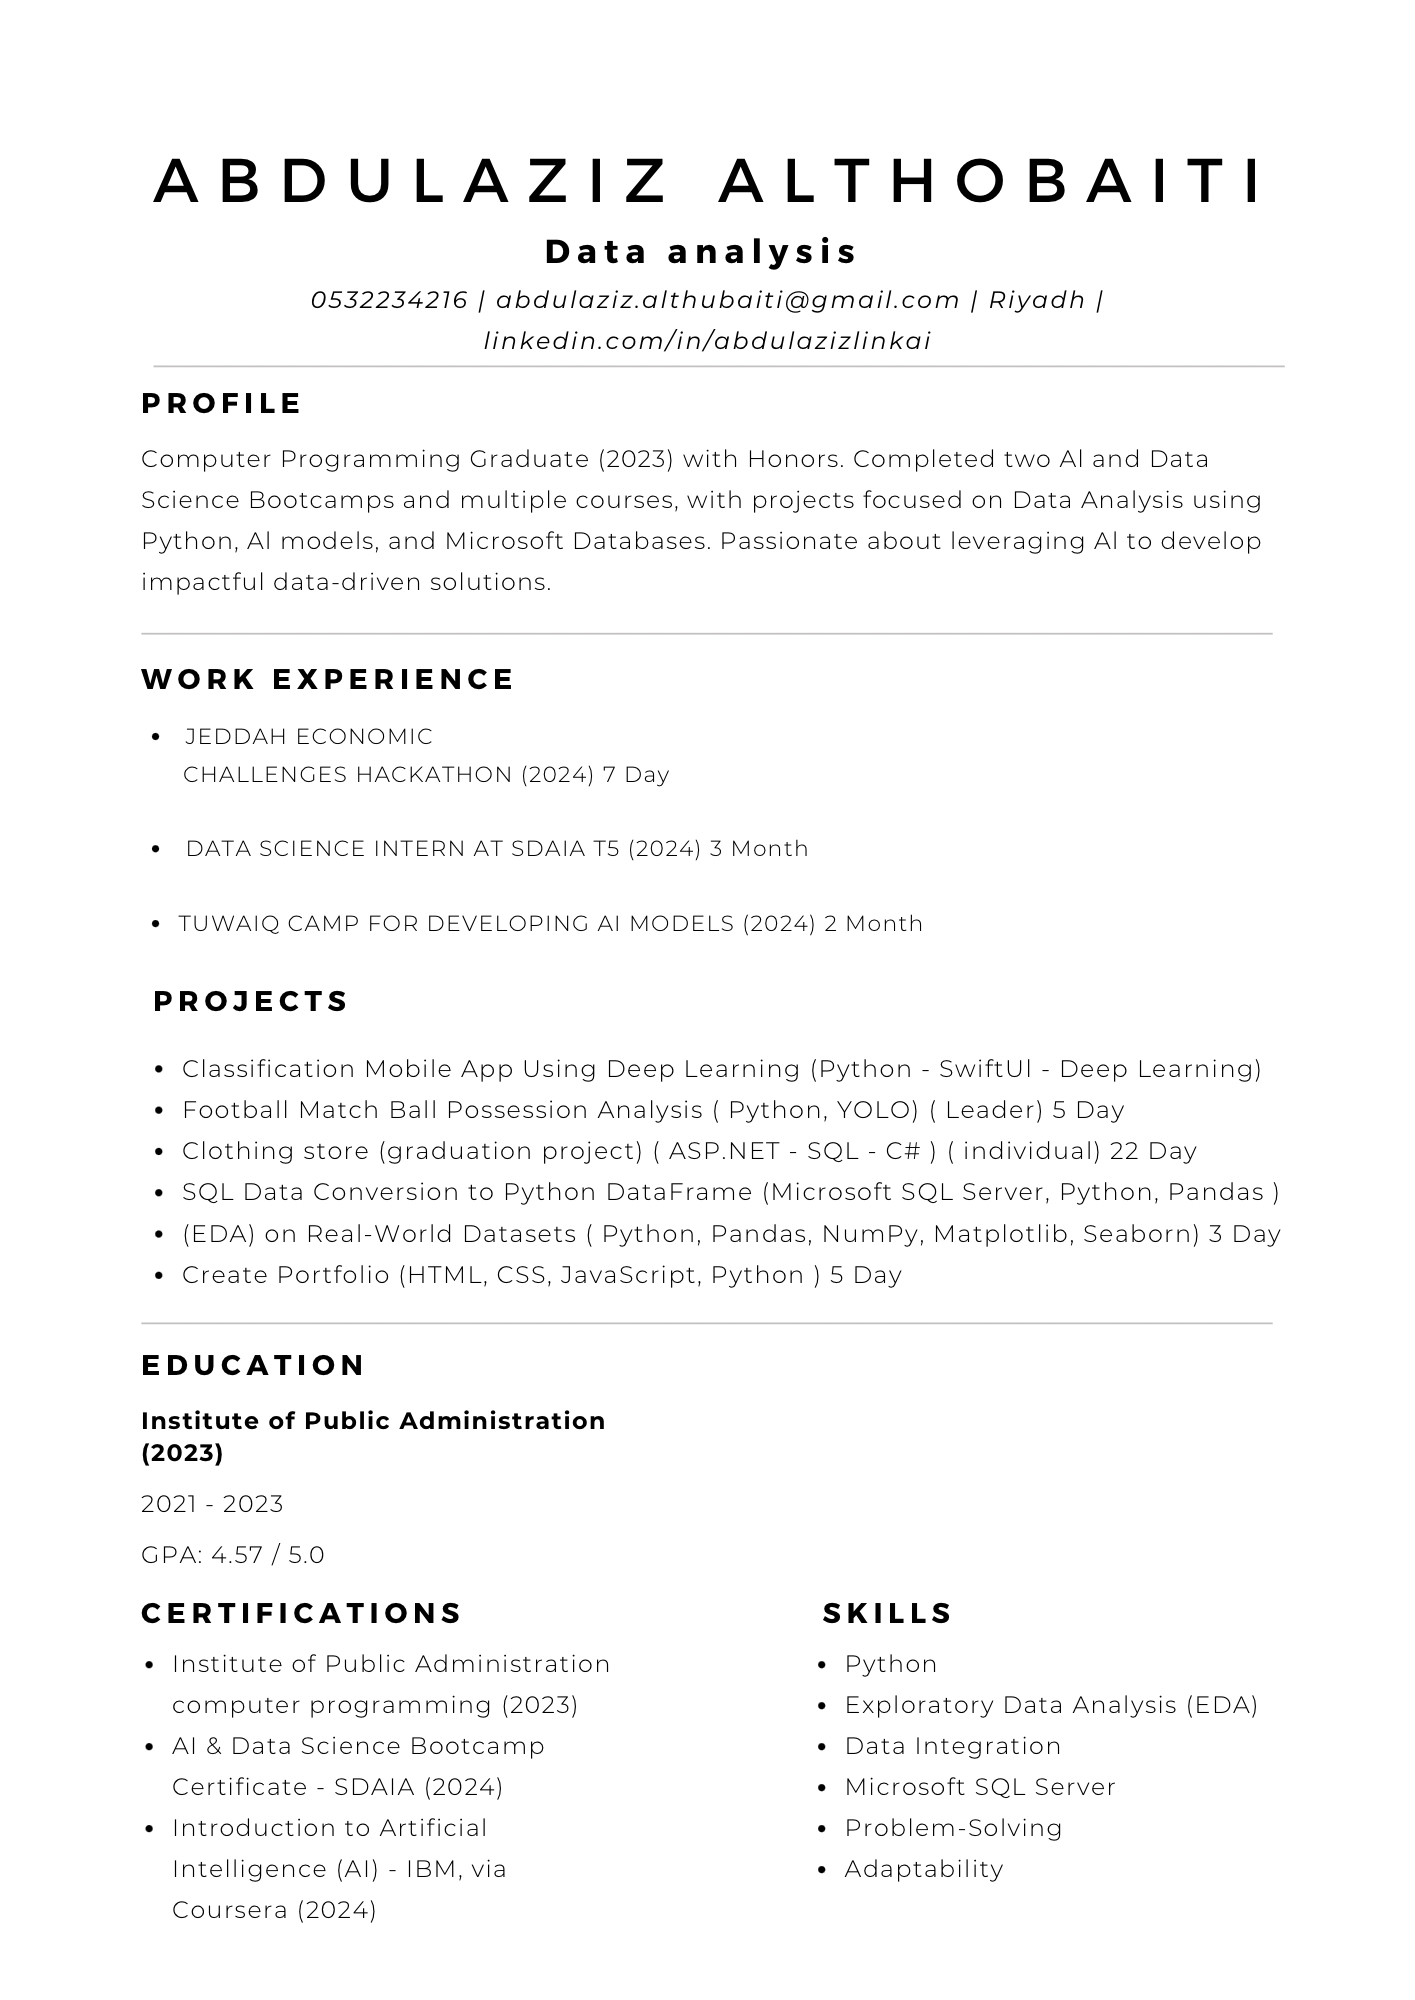 ABDULAZIZ ALTHOBAITI
Data analysis
0532234216 | abdulaziz.althubaiti@gmail.com | Riyadh |
linkedin.com/in/abdulazizlinkai
PROFILE
Computer Programming Graduate (2023) with Honors. Completed two Al and Data
Science Bootcamps and multiple courses, with projects focused on Data Analysis using
Python, Al models, and Microsoft Databases. Passionate about leveraging Al to develop
impactful data-driven solutions.
WORK EXPERIENCE
• JEDDAH ECONOMIC
CHALLENGES HACKATHON (2024) 7 Day
• DATA SCIENCE INTERN AT SDAIA T5 (2024) 3 Month
• TUWAIQ CAMP FOR DEVELOPING AI MODELS (2024) 2 Month
PROJECTS
• Classification Mobile App Using Deep Learning (Python - SwiftUl - Deep Learning)
• Football Match Ball Possession Analysis ( Python, YOLO) ( Leader) 5 Day
• Clothing store (graduation project) ( ASP.NET - SQL - C# ) ( individual) 22 Day
• SQL Data Conversion to Python DataFrame (Microsoft SQL Server, Python, Pandas )
• (EDA) on Real-World Datasets ( Python, Pandas, NumPy, Matplotlib, Seaborn) 3 Day
• Create Portfolio (HTML, CSS, JavaScript, Python ) 5 Day
EDUCATION
Institute of Public Administration
(2023)
2021 - 2023
GPA: 4.57 / 5.0
CERTIFICATIONS
• Institute of Public Administration
computer programming (2023)
• AI & Data Science Bootcamp
Certificate - SDAIA (2024)
• Introduction to Artificial
Intelligence (AI) - IBM, via
Coursera (2024)
SKILLS
• Python
• Exploratory Data Analysis (EDA)
• Data Integration
• Microsoft SQL Server
• Problem-Solving
• Adaptability